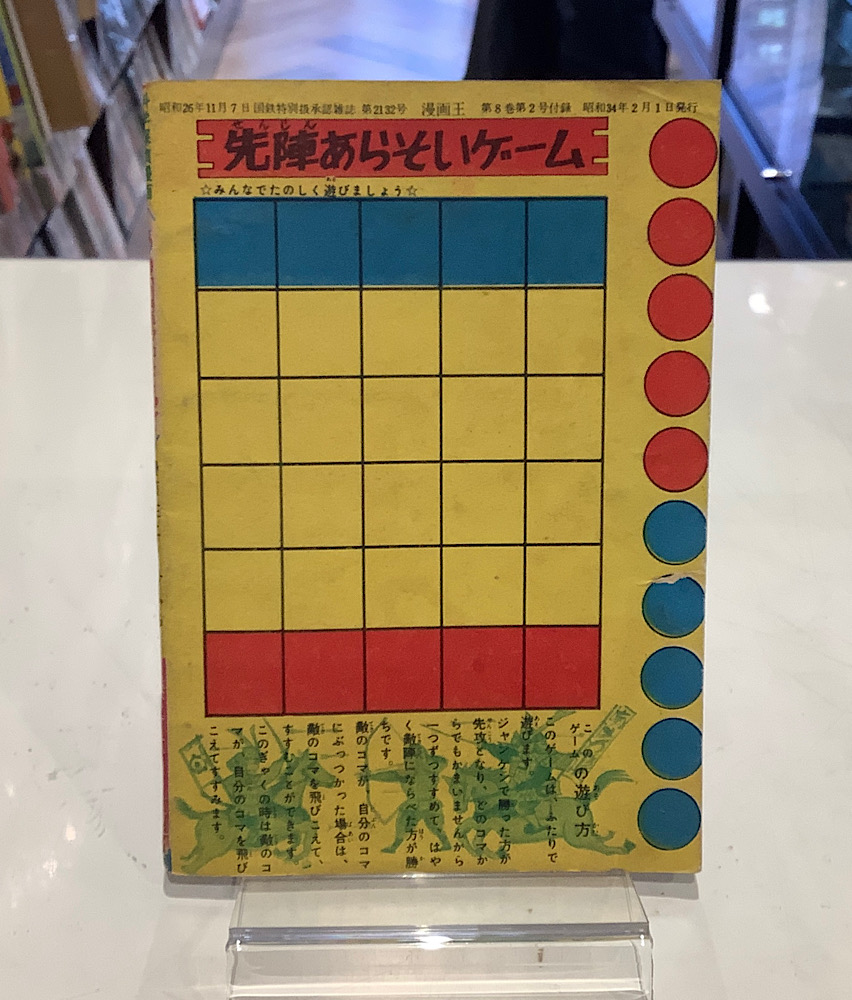 昭和26年11月7日国鉄特別扱承認雑誌 第2132号 漫画王 第8巻第2号付録 昭和34年2月1日発行
せんじん
先陣あらそいゲーム
☆みんなでたのしく遊びましょう☆
このゲームの遊び方
このゲームは、ふたりで
遊びます。
ジャンケンで勝った方が
先攻となり、どのコマか
らでもかまいませんから
一つずつすすめて、はや
く敵陣にならべた方が勝
ちです。
敵のコマが、自分のコマ
にぶっつかった場合は、
敵のコマを飛びこえて、
すすむことができます。
このぎゃくの時は敵のコ
マが、自分のコマを飛び
こえてすすみます。